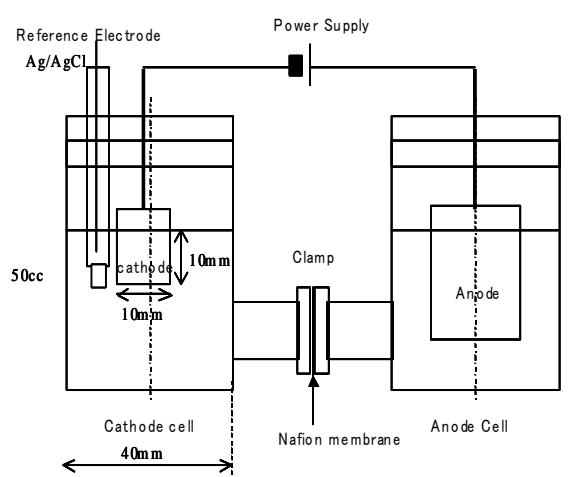 Power Supply
Reference Electrode
Ag/AgCl
50cc
cathode
10mm
10mm
Clamp
Anode
Cathode cell
Nafion membrane
Anode Cell
40mm